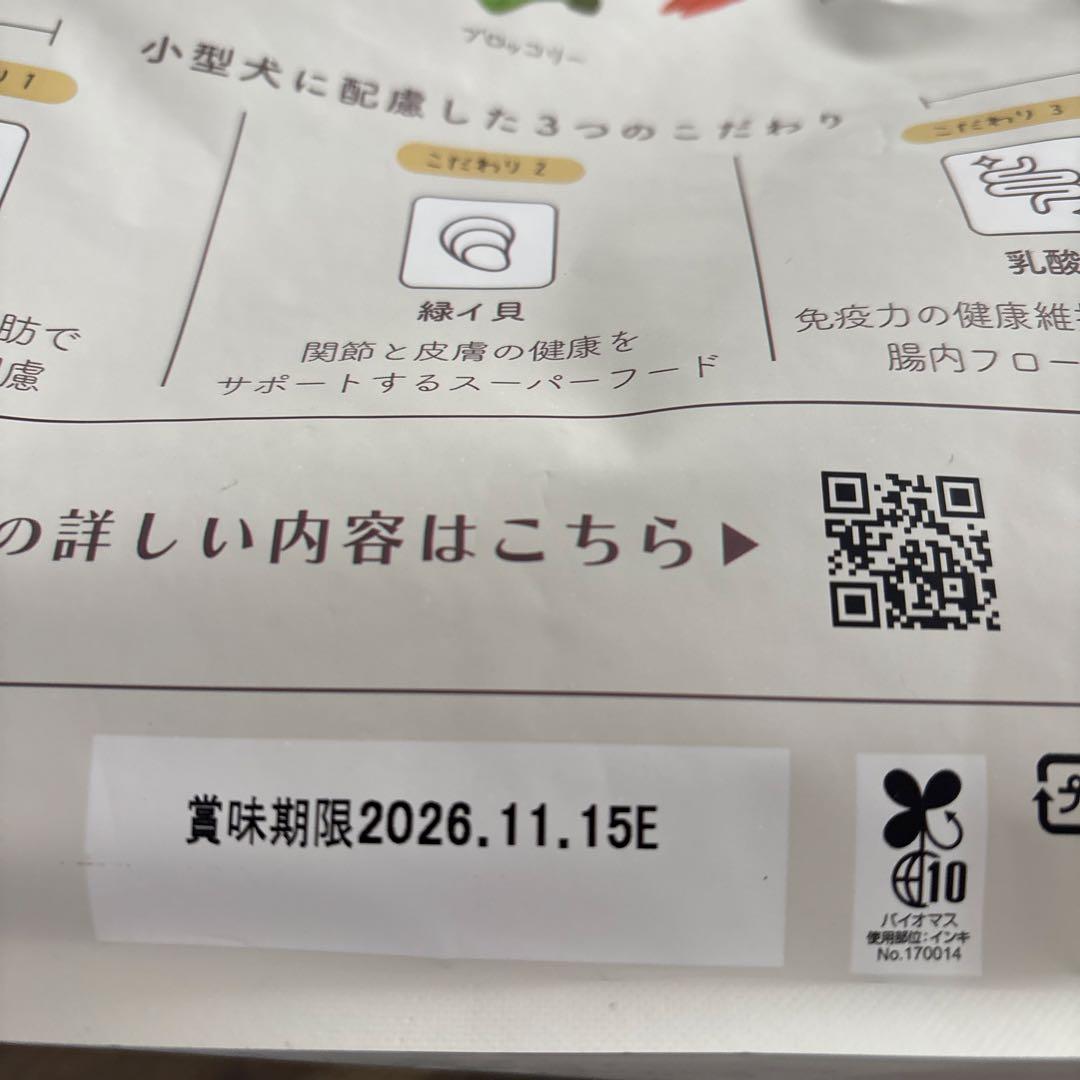 ブロッコリー
小型犬に配慮した3つのこだわり
り 1
肪で
慮
こだわり 2
緑イ貝
関節と皮膚の健康を
サポートするスーパーフード
こだわり 3
乳酸
免疫力の健康維
腸内フロー
の詳しい内容はこちら▶
賞味期限2026.11.15E
10
バイオマス
使用部位:インキ
No.170014
プ